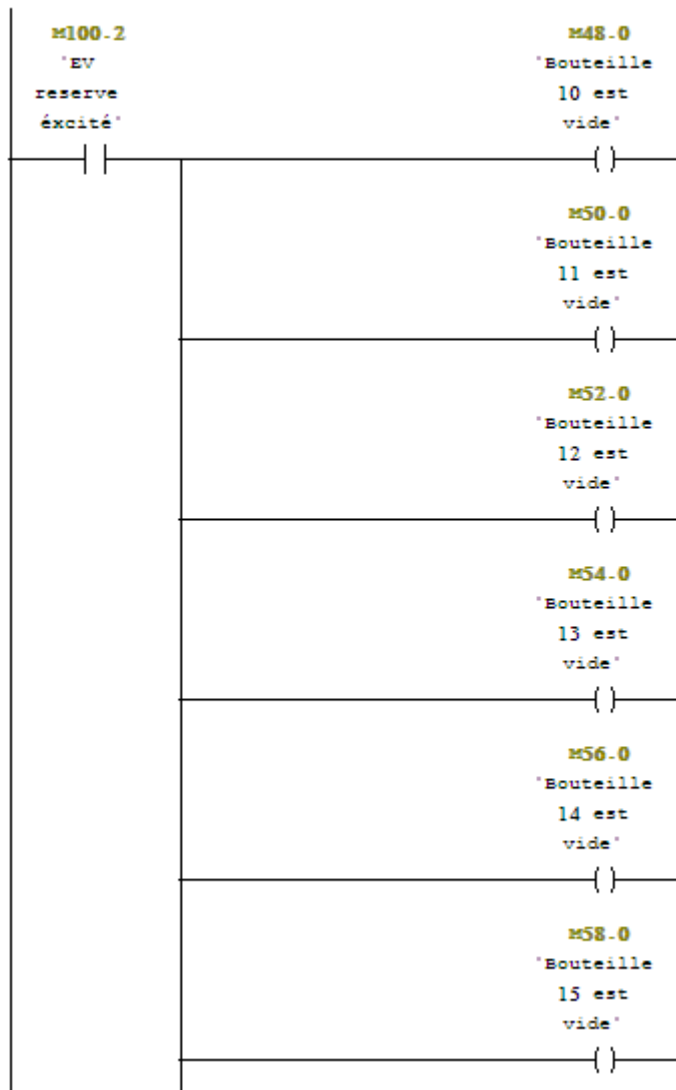 M100.2
"EV
reserve
éxcité"
M48.0
"Bouteille
10 est
vide"
M50.0
"Bouteille
11 est
vide"
M52.0
"Bouteille
12 est
vide"
M54.0
"Bouteille
13 est
vide"
M56.0
"Bouteille
14 est
vide"
M58.0
"Bouteille
15 est
vide"